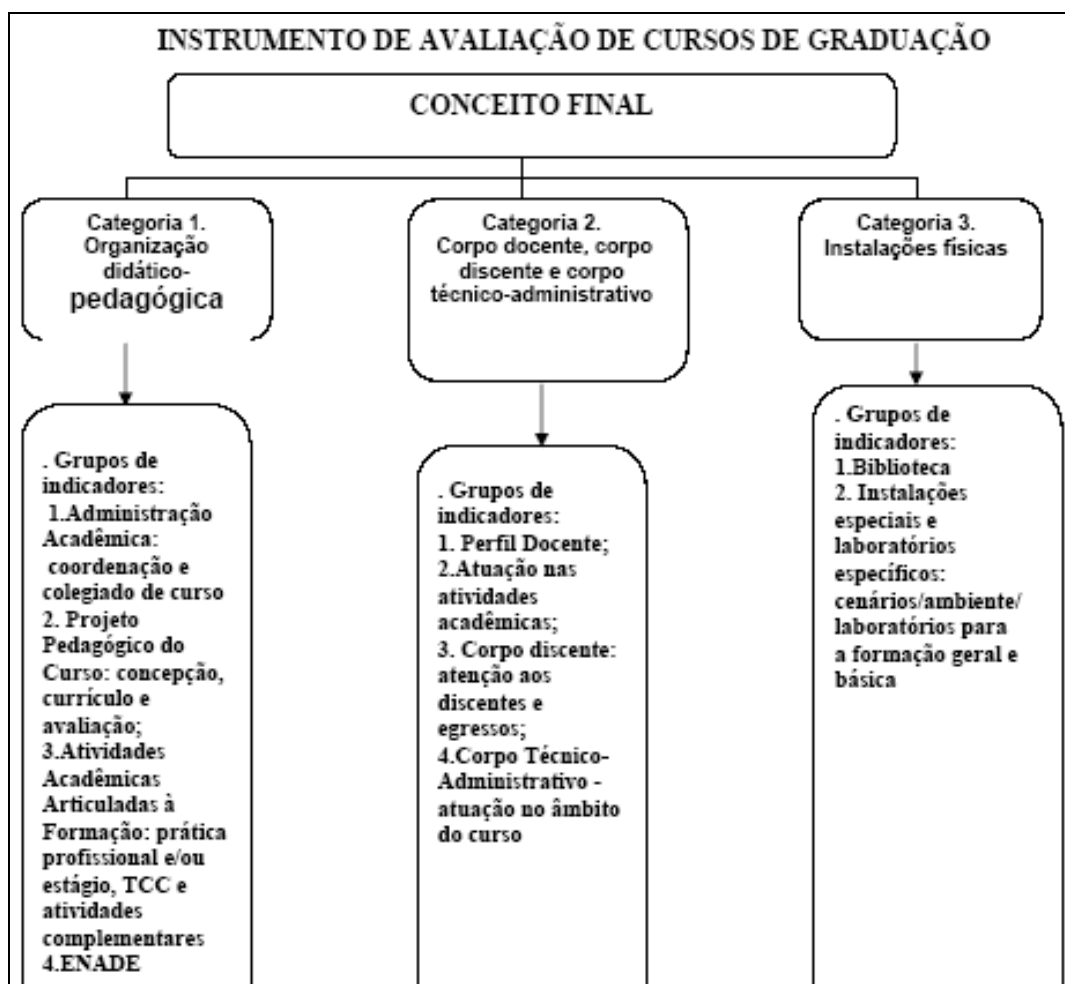 INSTRUMENTO DE AVALIAÇÃO DE CURSOS DE GRADUAÇÃO
CONCEITO FINAL
Categoria 1.
Organização
didático-
pedagógica
Categoria 2.
Corpo docente, corpo
discente e corpo
técnico-administrativo
Categoria 3.
Instalações físicas
. Grupos de
indicadores:
1.Administração
Acadêmica:
coordenação e
colegiado de curso
2. Projeto
Pedagógico do
Curso: concepção,
currículo e
avaliação;
3.Atividades
Acadêmicas
Articuladas à
Formação: prática
profissional e/ou
estágio, TCC e
atividades
complementares
4.ENADE
. Grupos de
indicadores:
1. Perfil Docente;
2.Atuação nas
atividades
acadêmicas;
3. Corpo discente:
atenção aos
discentes e
egressos;
4.Corpo Técnico-
Administrativo -
atuação no âmbito
do curso
. Grupos de
indicadores:
1.Biblioteca
2. Instalações
especiais e
laboratórios
específicos:
cenários/ambiente/
laboratórios para
a formação geral e
básica